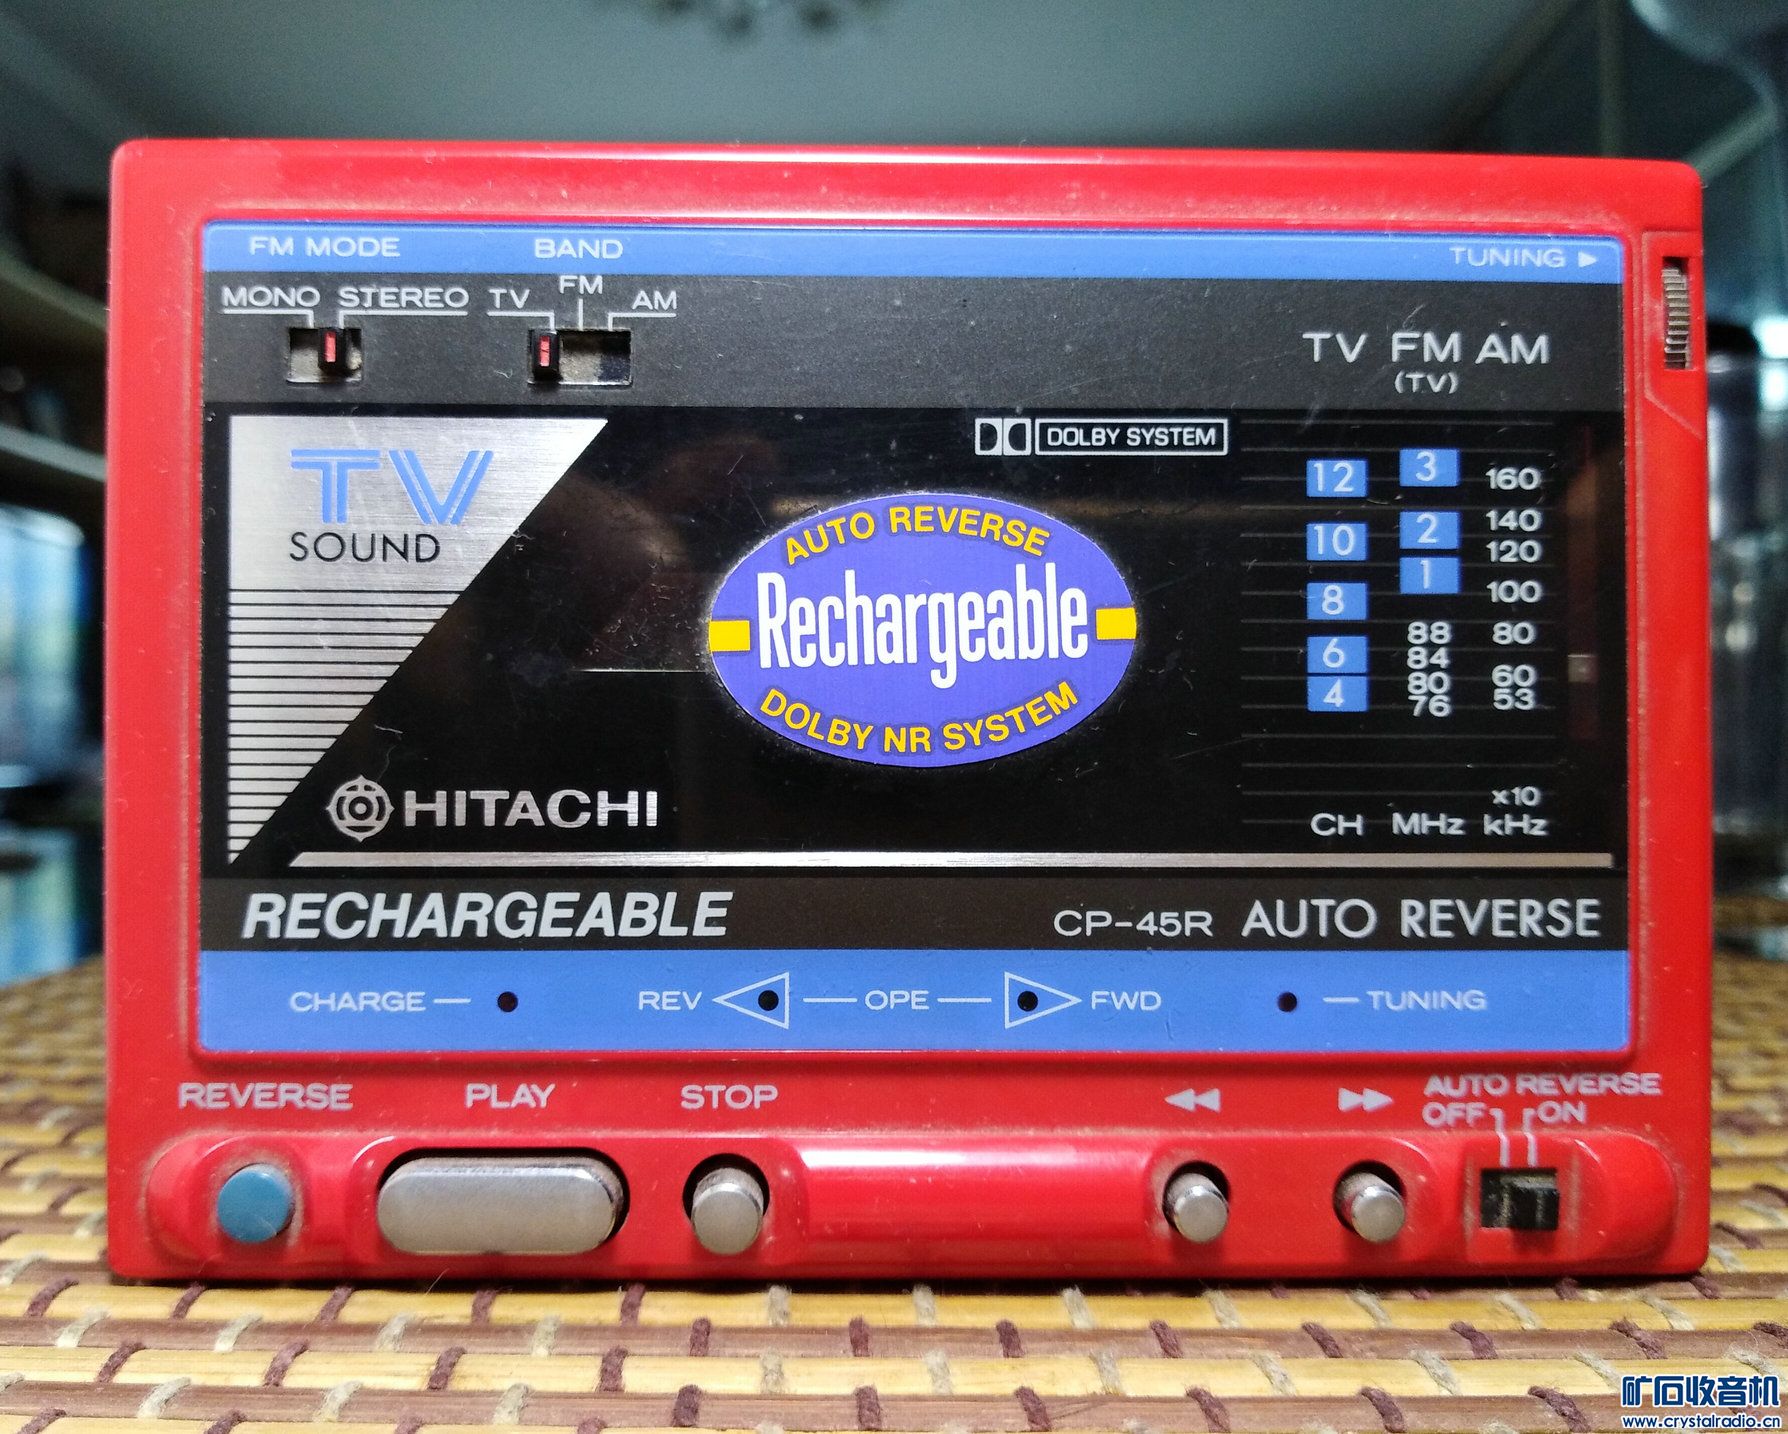 FM MODE
BAND
TUNING ►
MONO STEREO
TV FM AM
TV FM AM
(TV)
TV
SOUND
DOLBY SYSTEM
AUTO REVERSE
Rechargeable
DOLBY NR SYSTEM
12 3 160
10 2 140
120
8 1 100
6 88 80
84
4 80 60
76 53
x10
CH MHz kHz
HITACHI
RECHARGEABLE
CP-45R AUTO REVERSE
CHARGE
REV
OPE
FWD
TUNING
REVERSE
PLAY
STOP
◄◄
►►
AUTO REVERSE
OFF ON
矿石收音机
www.crystalradio.cn